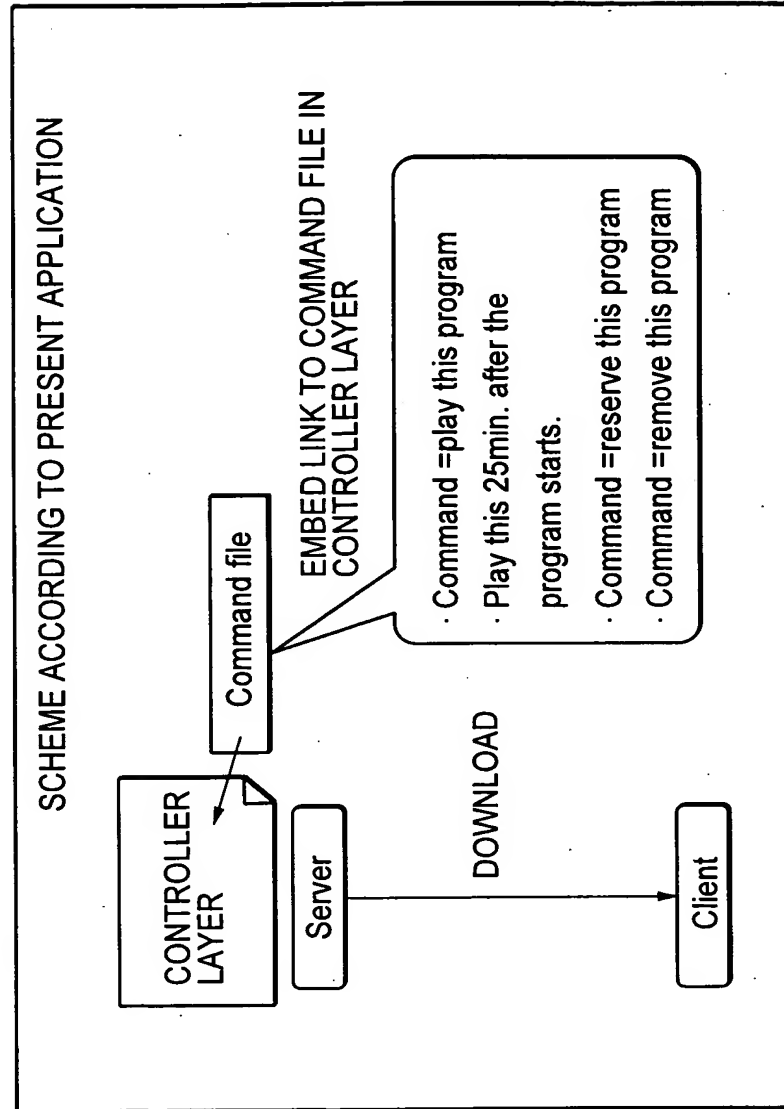 SCHEME ACCORDING TO PRESENT APPLICATION
CONTROLLER
LAYER
Command file
EMBED LINK TO COMMAND FILE IN
CONTROLLER LAYER
Server
DOWNLOAD
Client
· Command =play this program
· Play this 25min. after the
program starts.
· Command =reserve this program
· Command =remove this program